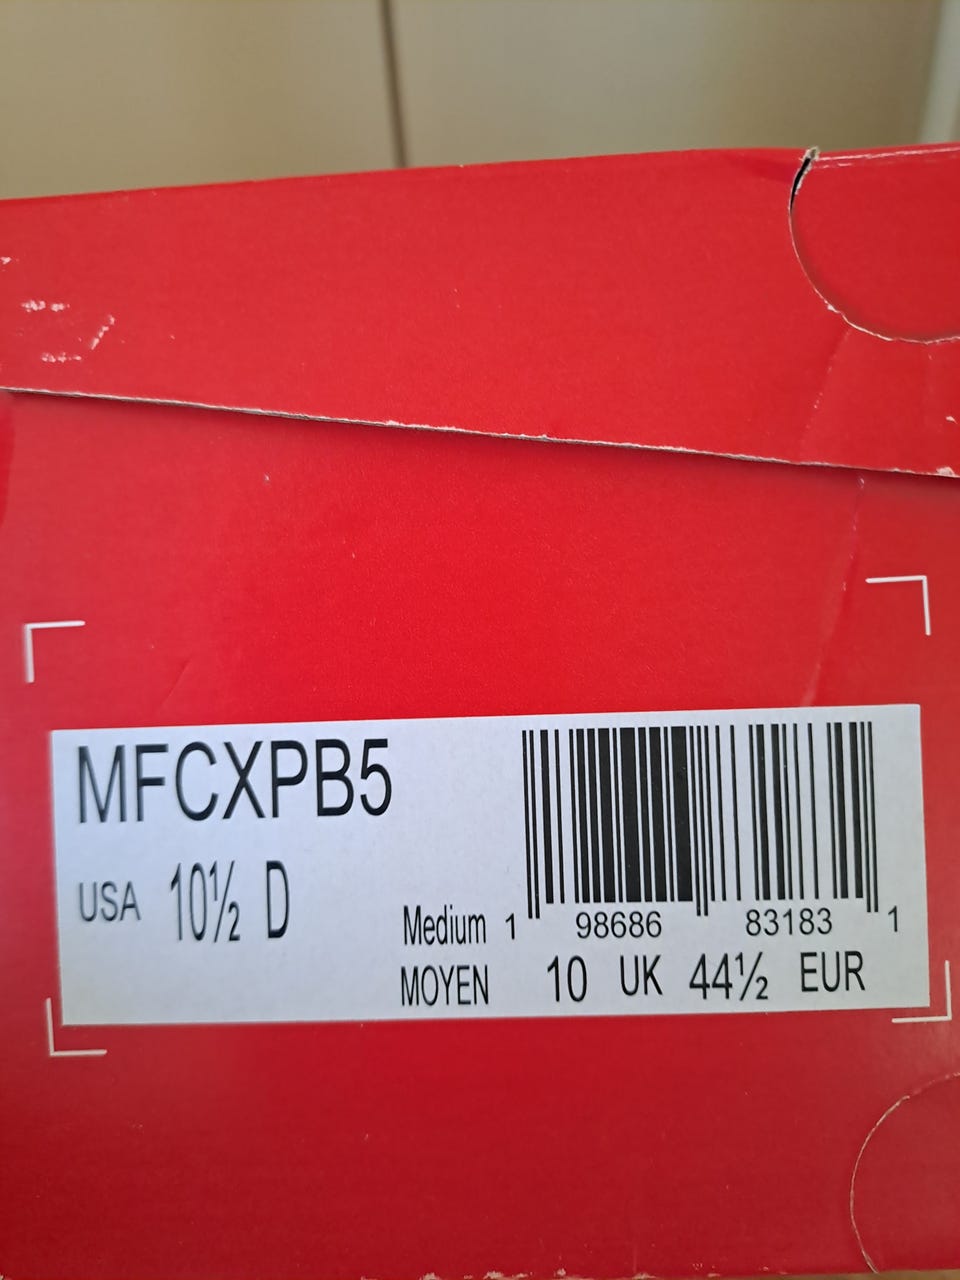 MFCXPB5
USA 10½ D
Medium
1 98686 83183 1
MOYEN 10 UK 44½ EUR